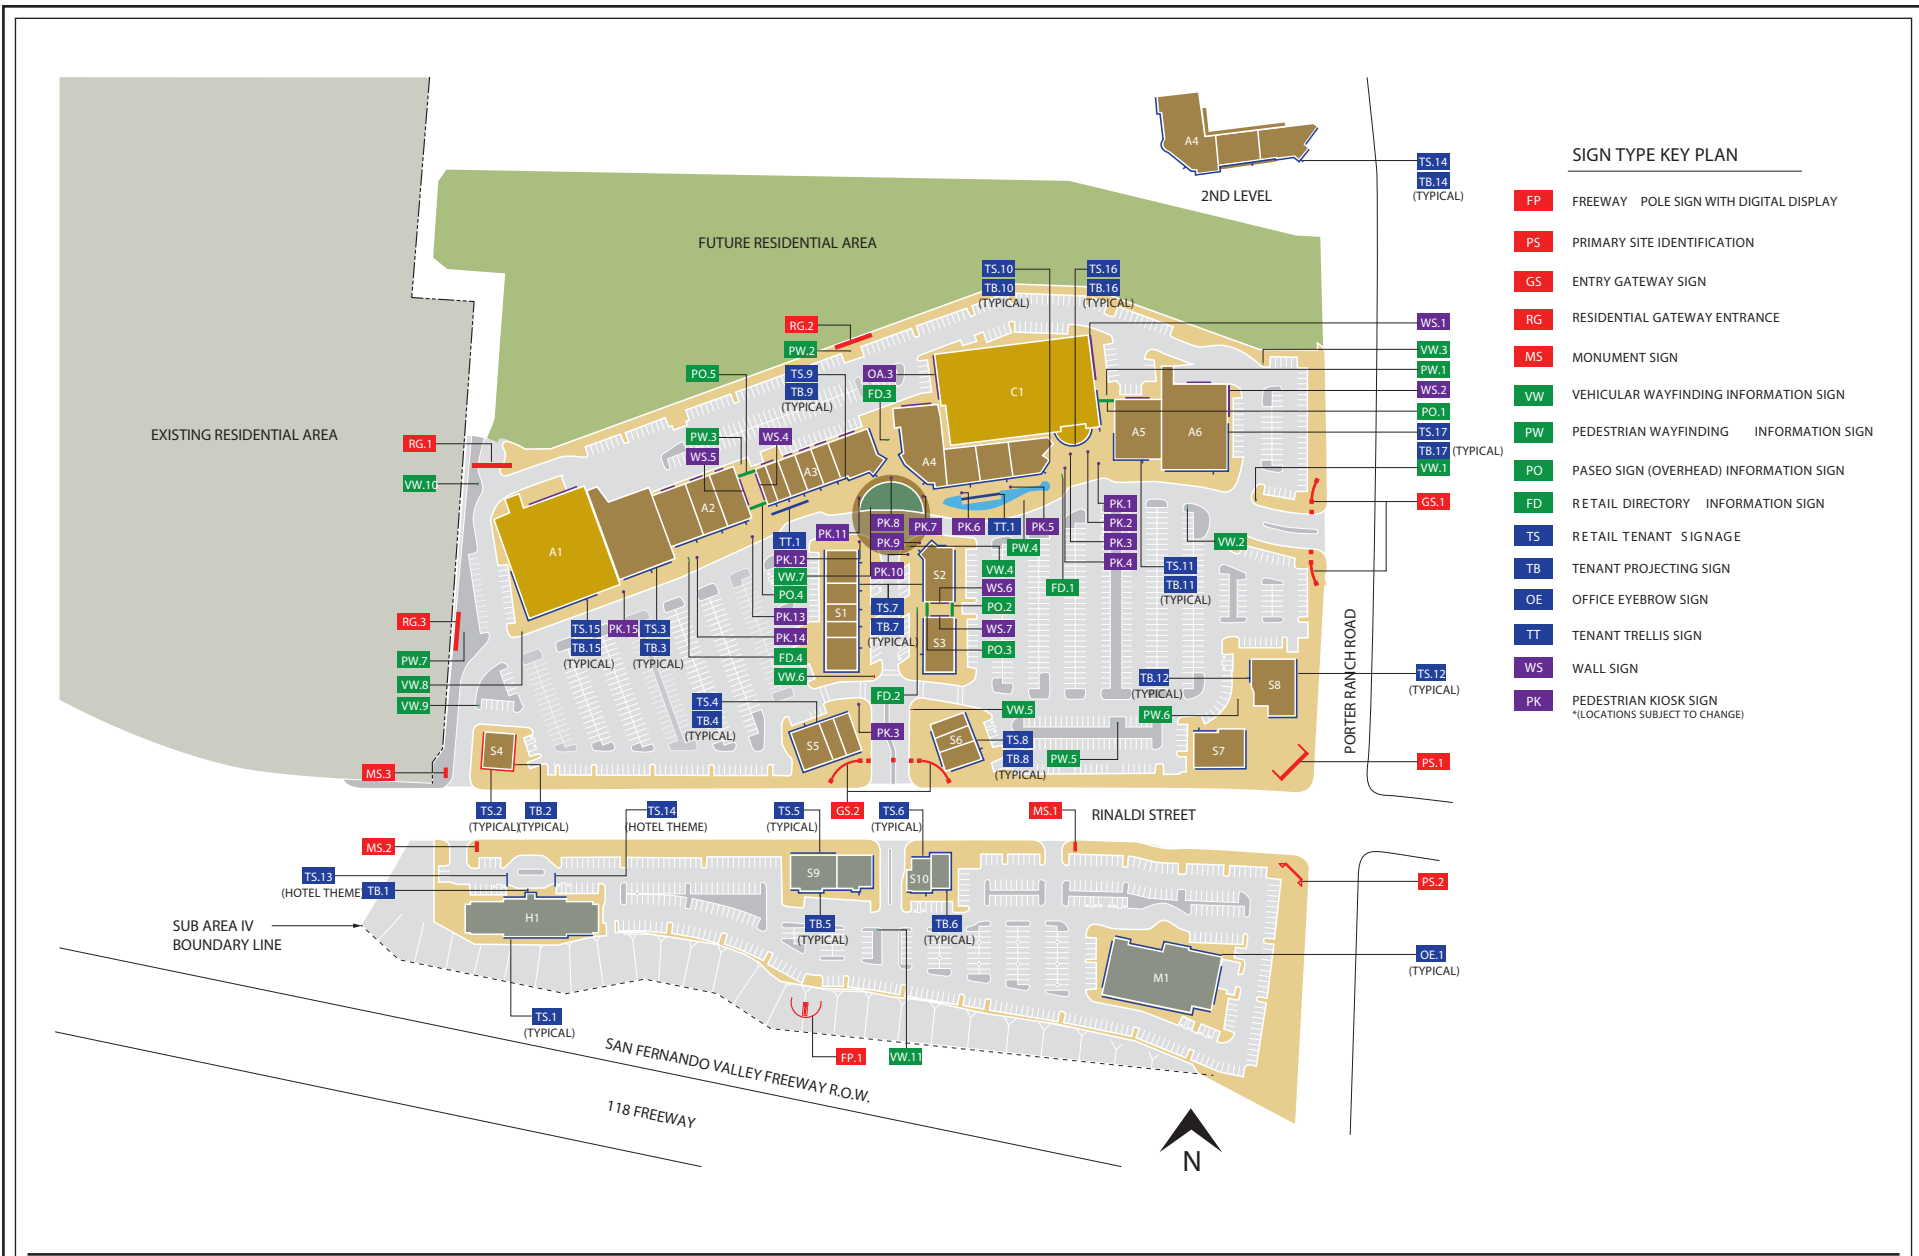 A4
2ND LEVEL
TS.14
TB.14
(TYPICAL)
SIGN TYPE KEY PLAN
FP FREEWAY POLE SIGN WITH DIGITAL DISPLAY
PS PRIMARY SITE IDENTIFICATION
GS ENTRY GATEWAY SIGN
RG RESIDENTIAL GATEWAY ENTRANCE
MS MONUMENT SIGN
VW VEHICULAR WAYFINDING INFORMATION SIGN
PW PEDESTRIAN WAYFINDING INFORMATION SIGN
PO PASEO SIGN (OVERHEAD) INFORMATION SIGN
FD RETAIL DIRECTORY INFORMATION SIGN
TS RETAIL TENANT SIGNAGE
TB TENANT PROJECTING SIGN
OE OFFICE EYEBROW SIGN
TT TENANT TRELLIS SIGN
WS WALL SIGN
PK PEDESTRIAN KIOSK SIGN
*(LOCATIONS SUBJECT TO CHANGE)
FUTURE RESIDENTIAL AREA
EXISTING RESIDENTIAL AREA
TS.10
TB.10
(TYPICAL)
TS.16
TB.16
(TYPICAL)
RG.2
PW.2
PO.5
TS.9
TB.9
(TYPICAL)
OA.3
FD.3
WS.1
VW.3
PW.1
WS.2
PO.1
TS.17
TB.17 (TYPICAL)
VW.1
GS.1
C1
A5
A6
A4
A3
A2
A1
RG.1
VW.10
PW.3
WS.5
WS.4
PK.11
PK.8
PK.9
PK.10
PK.7
PK.6
TT.1
PK.5
PW.4
PK.1
PK.2
PK.3
PK.4
VW.2
TT.1
PK.12
VW.7
PO.4
PK.13
PK.14
FD.4
VW.6
S1
S2
S3
TS.7
TB.7
(TYPICAL)
VW.4
WS.6
PO.2
WS.7
PO.3
FD.1
TS.11
TB.11
(TYPICAL)
RG.3
PW.7
VW.8
VW.9
TS.15
TB.15
(TYPICAL)
PK.15
TS.3
TB.3
(TYPICAL)
TS.4
TB.4
(TYPICAL)
FD.2
VW.5
PK.3
TB.12
(TYPICAL)
PW.6
S8
TS.12
(TYPICAL)
PORTER RANCH ROAD
S4
S5
S6
TS.8
TB.8
(TYPICAL)
PW.5
S7
PS.1
MS.3
TS.2
(TYPICAL)
TB.2
(TYPICAL)
TS.14
(HOTEL THEME)
TS.5
(TYPICAL)
GS.2
TS.6
(TYPICAL)
MS.1
RINALDI STREET
MS.2
TS.13
(HOTEL THEME
TB.1
S9
S10
PS.2
SUB AREA IV
BOUNDARY LINE
H1
TB.5
(TYPICAL)
TB.6
(TYPICAL)
M1
OE.1
(TYPICAL)
TS.1
(TYPICAL)
FP.1
VW.11
SAN FERNANDO VALLEY FREEWAY R.O.W.
118 FREEWAY
N